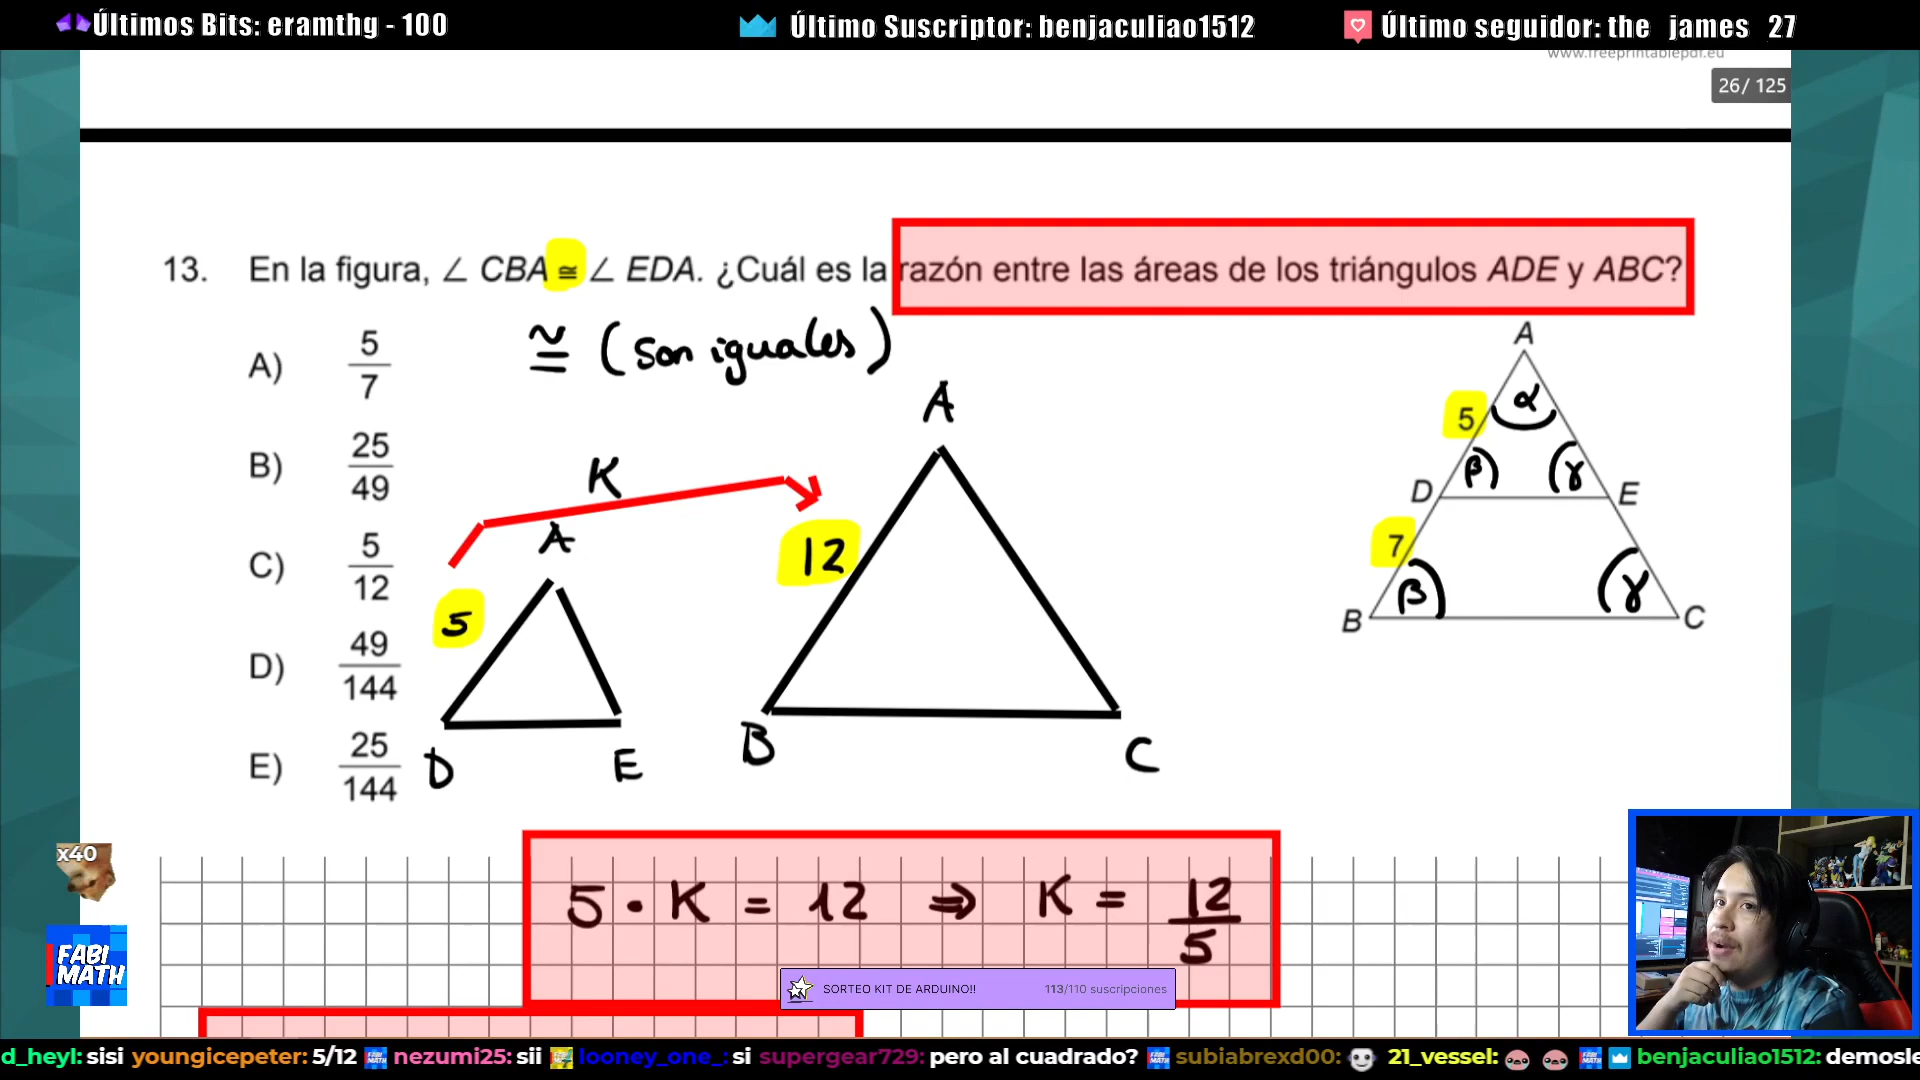 Últimos Bits: eramthg - 100
Último Suscriptor: benjaculiao1512
Último seguidor: the_james_27
www.freeprintablepdf.eu
26 / 125
13. En la figura, ∠ CBA ≅ ∠ EDA. ¿Cuál es la razón entre las áreas de los triángulos ADE y ABC?
≅ (son iguales)
A) 5/7
B) 25/49
C) 5/12
D) 49/144
E) 25/144
K
A
5
D
E
A
12
B
C
A
α
5
β
γ
D
E
7
β
γ
B
C
5 · K = 12 ⇒ K = 12/5
x40
FABI
MATH
SORTEO KIT DE ARDUINO!! 113/110 suscripciones
d_heyl: sisi youngicepeter: 5/12 nezumi25: sii looney_one_: si supergear729: pero al cuadrado? subiabrexd00: 21_vessel: benjaculiao1512: demosle